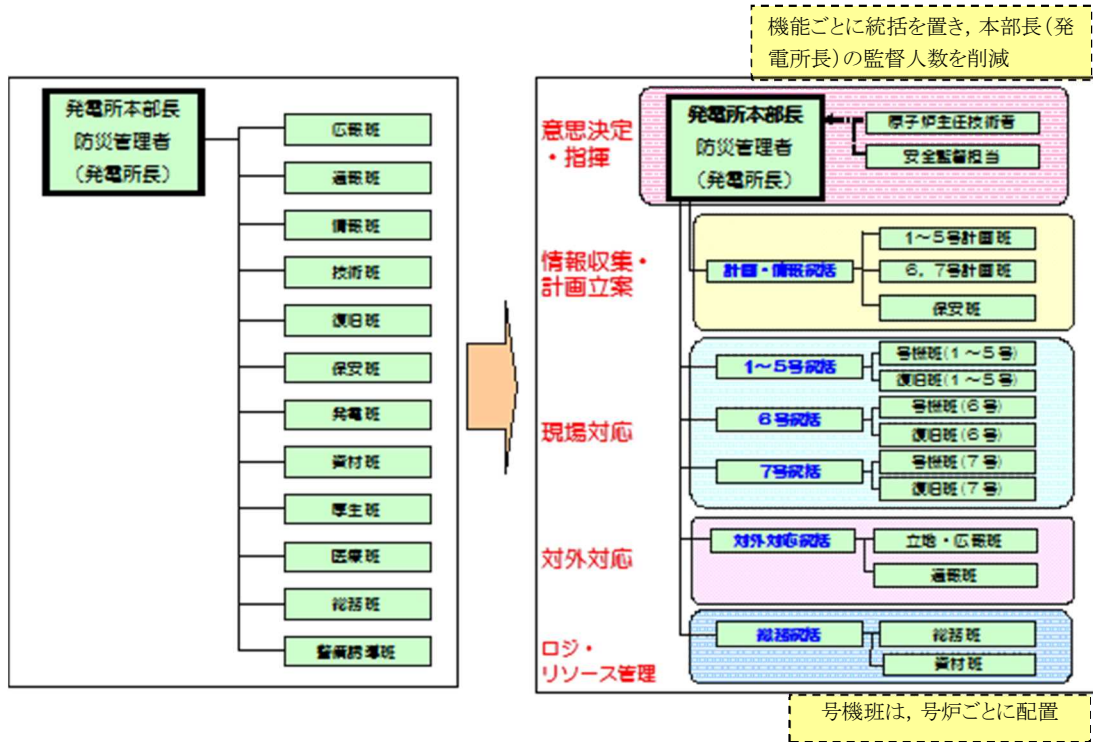 機能ごとに統括を置き，本部長（発
電所長）の監督人数を削減
発電所本部長
防災管理者
（発電所長）
広報班
通報班
情報班
技術班
復旧班
保安班
発電班
資材班
厚生班
医療班
総務班
警備誘導班
意思決定
・指揮
発電所本部長
防災管理者
（発電所長）
原子炉主任技術者
安全監督担当
情報収集・
計画立案
計画・情報統括
1～5号計画班
6，7号計画班
保安班
現場対応
1～5号統括
号機班（1～5号）
復旧班（1～5号）
6号統括
号機班（6号）
復旧班（6号）
7号統括
号機班（7号）
復旧班（7号）
対外対応
対外対応統括
立地・広報班
通報班
ロジ・
リソース管理
総務統括
総務班
資材班
号機班は，号炉ごとに配置